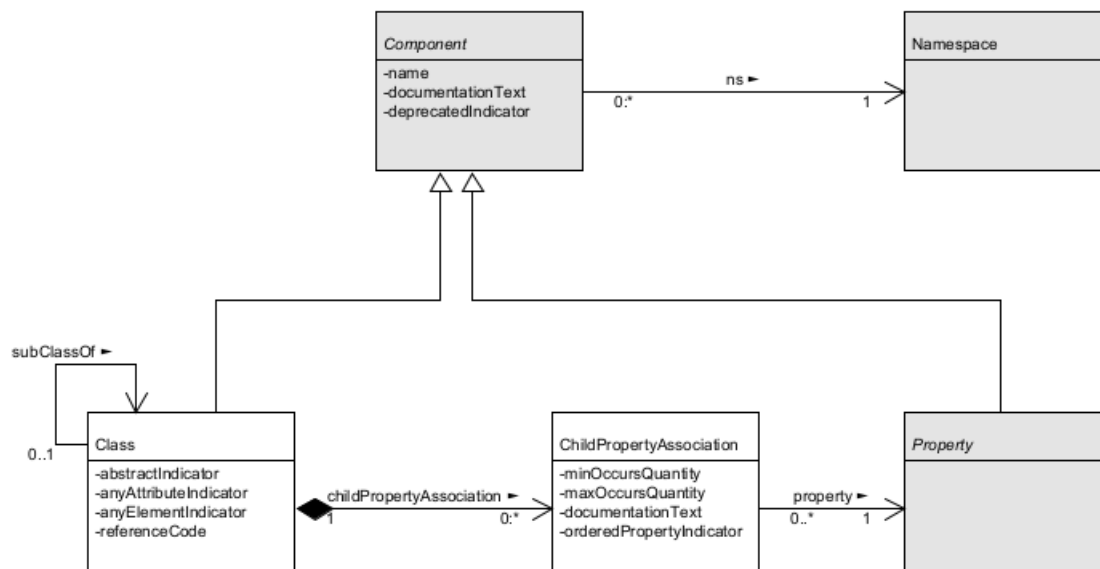 Component
-name
-documentationText
-deprecatedIndicator
ns ►
0:*
1
Namespace
subClassOf ►
0..1
Class
-abstractIndicator
-anyAttributeIndicator
-anyElementIndicator
-referenceCode
childPropertyAssociation ►
1
0:*
ChildPropertyAssociation
-minOccursQuantity
-maxOccursQuantity
-documentationText
-orderedPropertyIndicator
property ►
0..*
1
Property